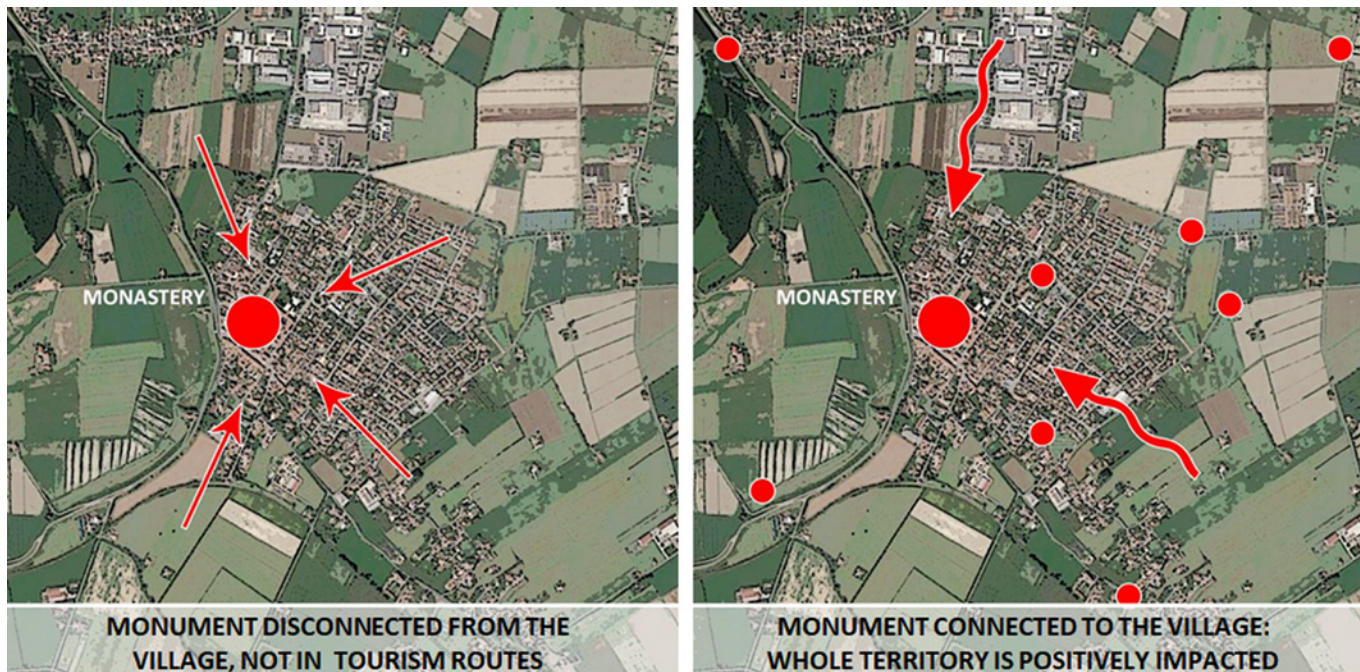 MONASTERY
MONUMENT DISCONNECTED FROM THE
VILLAGE, NOT IN TOURISM ROUTES
MONASTERY
MONUMENT CONNECTED TO THE VILLAGE:
WHOLE TERRITORY IS POSITIVELY IMPACTED